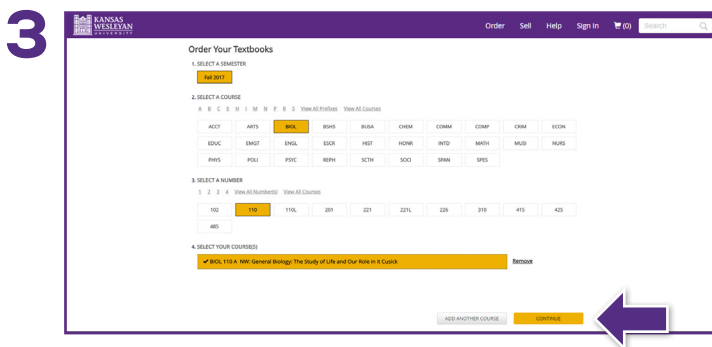 3
KANSAS
WESLEYAN
UNIVERSITY
Order Sell Help Sign In (0) Search
Order Your Textbooks
1. SELECT A SEMESTER
Fall 2017
2. SELECT A COURSE
A B C E H I M N P R S View All Prefixes View All Courses
ACCT ARTS BIOL BSHS BUSA CHEM COMM COMP CRIM ECON
EDUC EMGT ENGL ESCR HIST HONR INTD MATH MUSI NURS
PHYS POLI PSYC REPH SCTH SOCI SPAN SPES
3. SELECT A NUMBER
1 2 3 4 View All Number(s) View All Courses
102 110 110L 201 221 221L 226 310 415 425
485
4. SELECT YOUR COURSE(S)
✔ BIOL 110 A NW: General Biology: The Study of Life and Our Role in it Cusick Remove
ADD ANOTHER COURSE CONTINUE